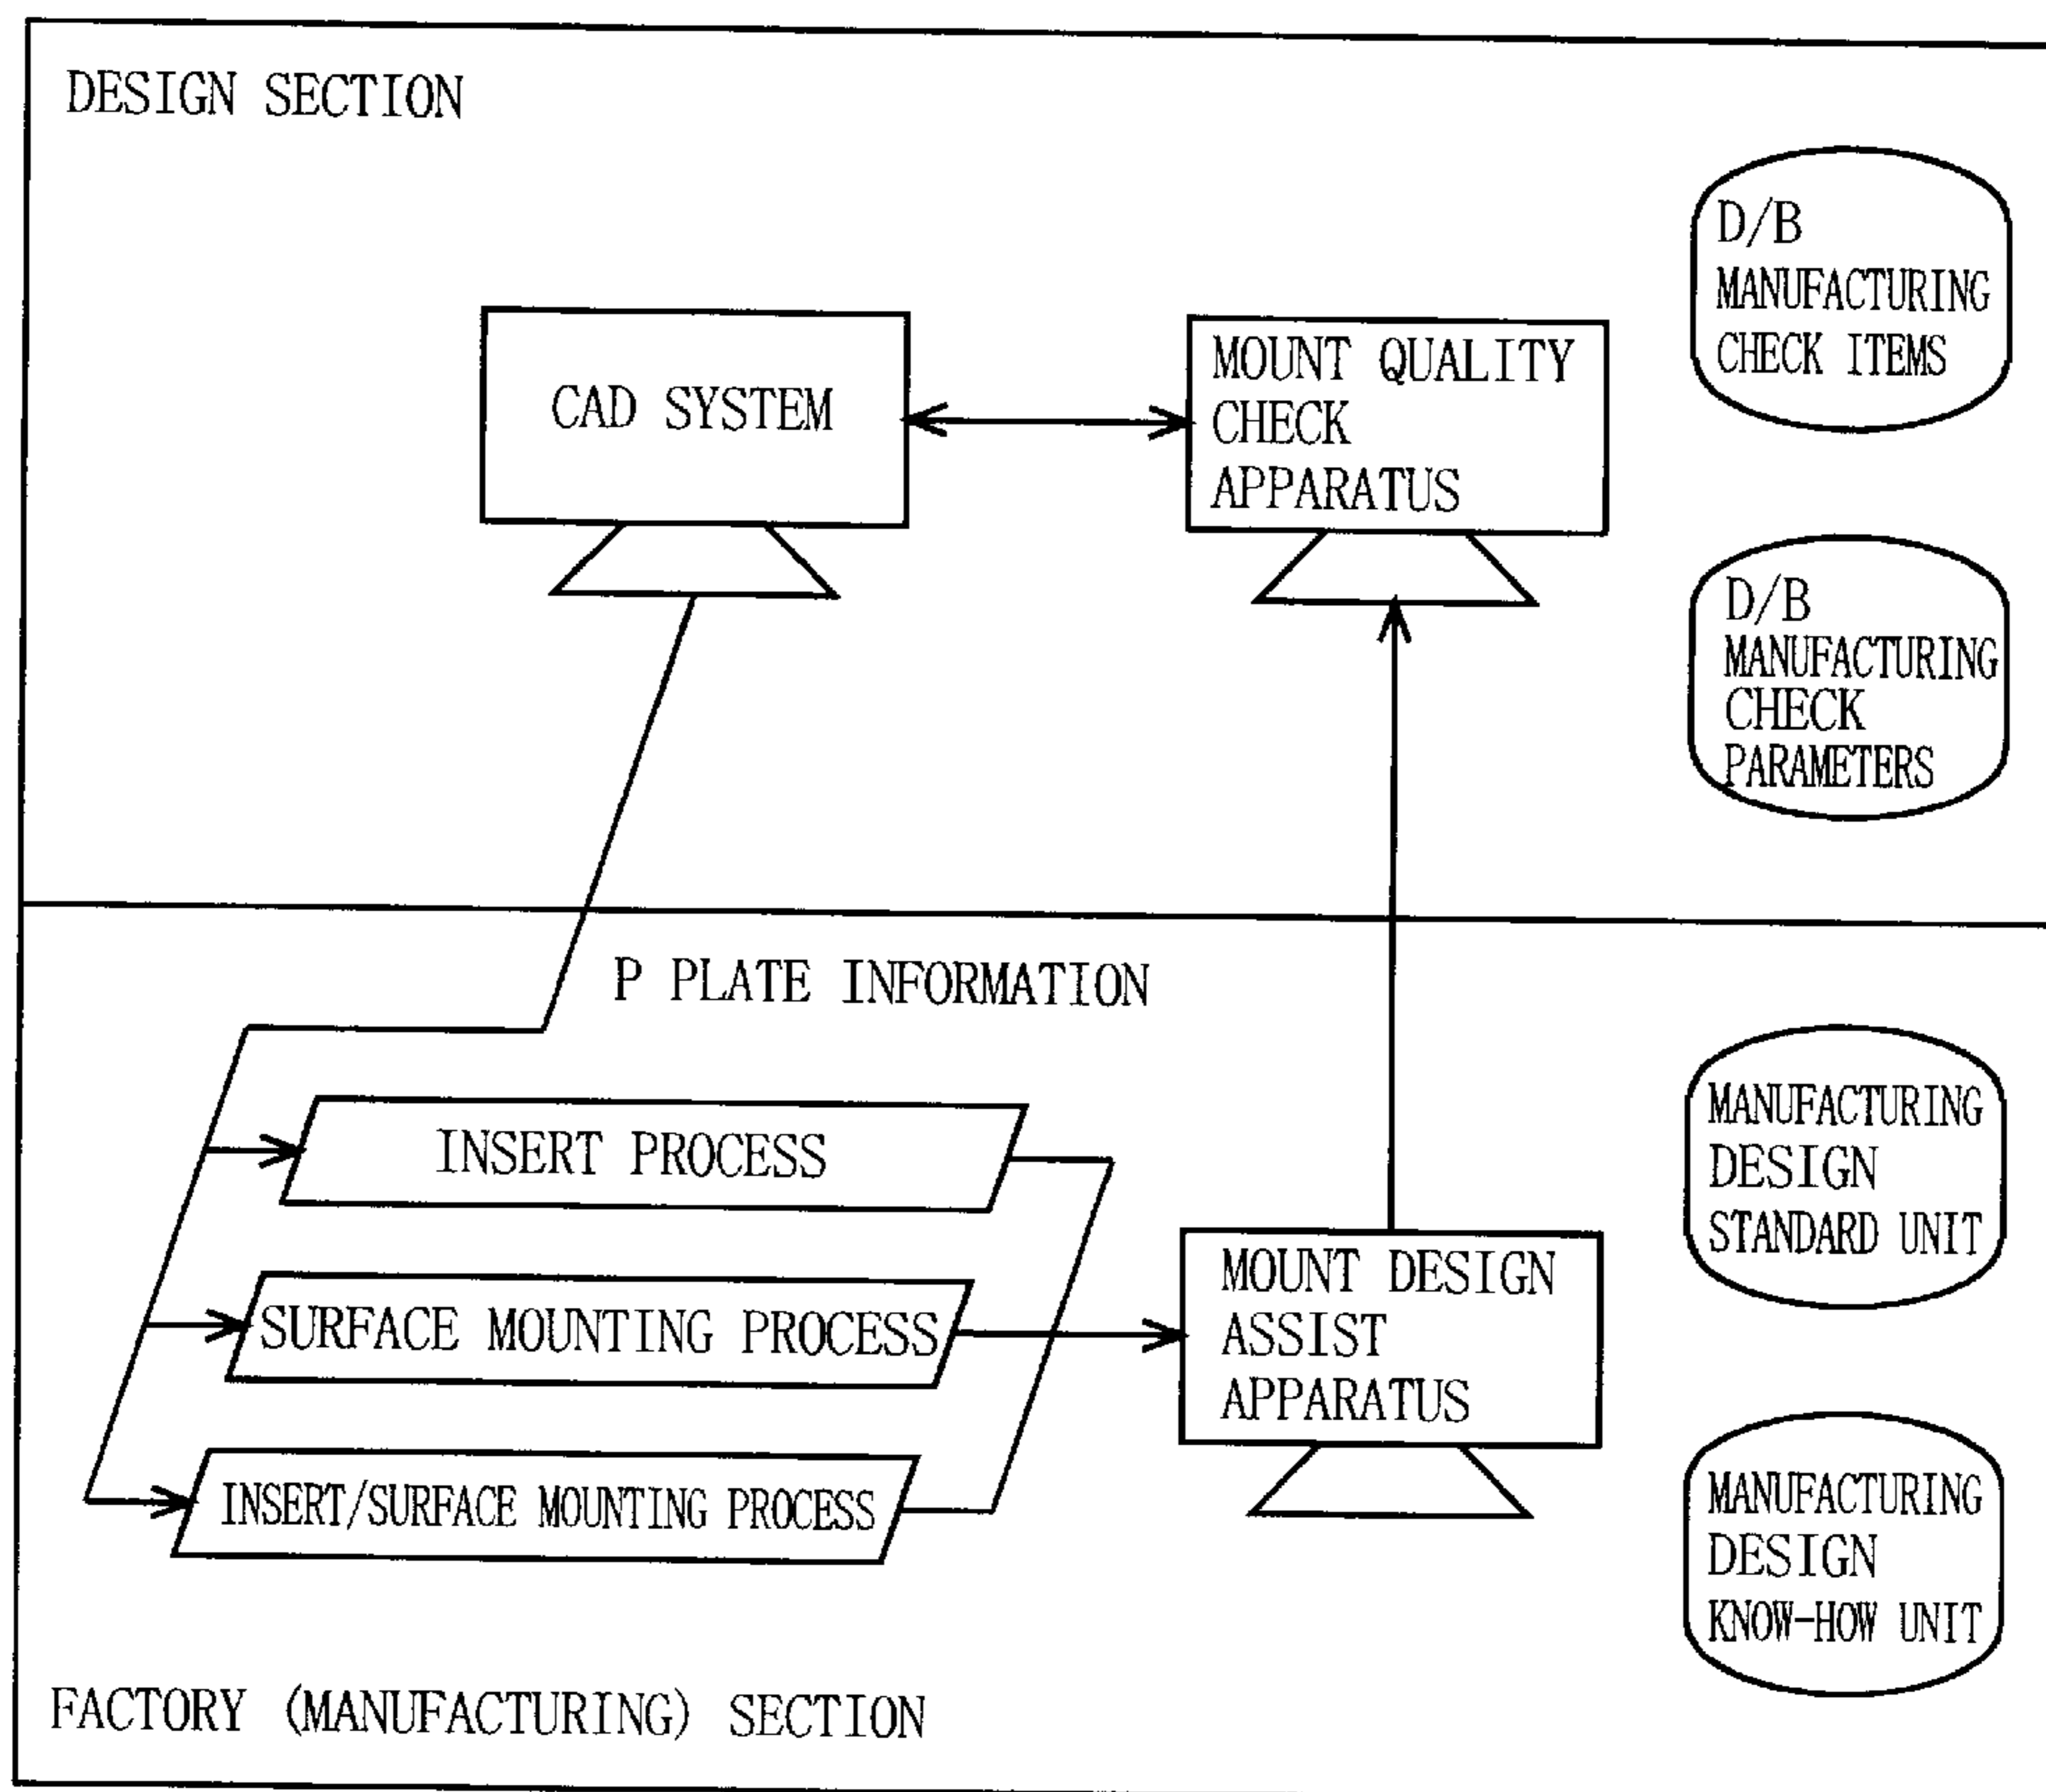 DESIGN SECTION
D/B
MANUFACTURING
CHECK ITEMS
CAD SYSTEM
MOUNT QUALITY
CHECK
APPARATUS
D/B
MANUFACTURING
CHECK
PARAMETERS
P PLATE INFORMATION
INSERT PROCESS
SURFACE MOUNTING PROCESS
INSERT/SURFACE MOUNTING PROCESS
MOUNT DESIGN
ASSIST
APPARATUS
MANUFACTURING
DESIGN
STANDARD UNIT
MANUFACTURING
DESIGN
KNOW-HOW UNIT
FACTORY (MANUFACTURING) SECTION